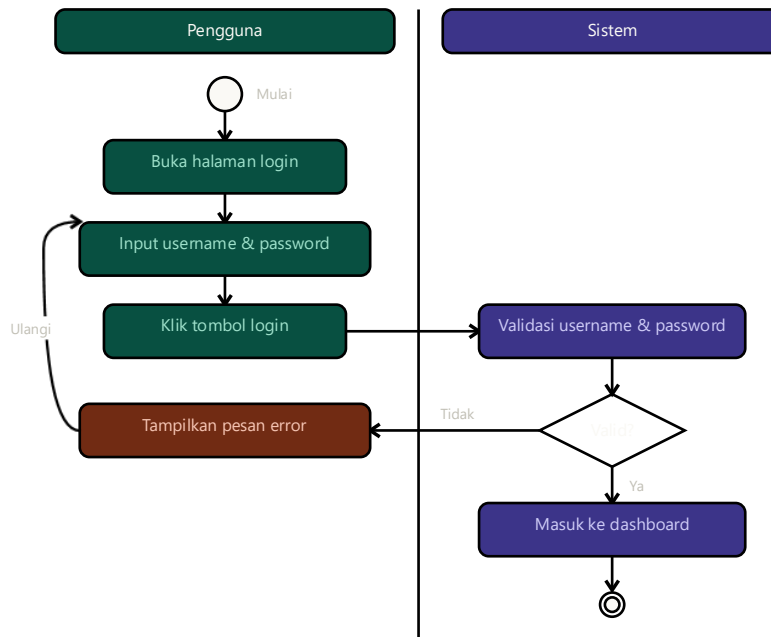 Pengguna
Sistem
Mulai
Buka halaman login
Input username & password
Klik tombol login
Validasi username & password
Ulangi
Tampilkan pesan error
Tidak
Valid?
Ya
Masuk ke dashboard